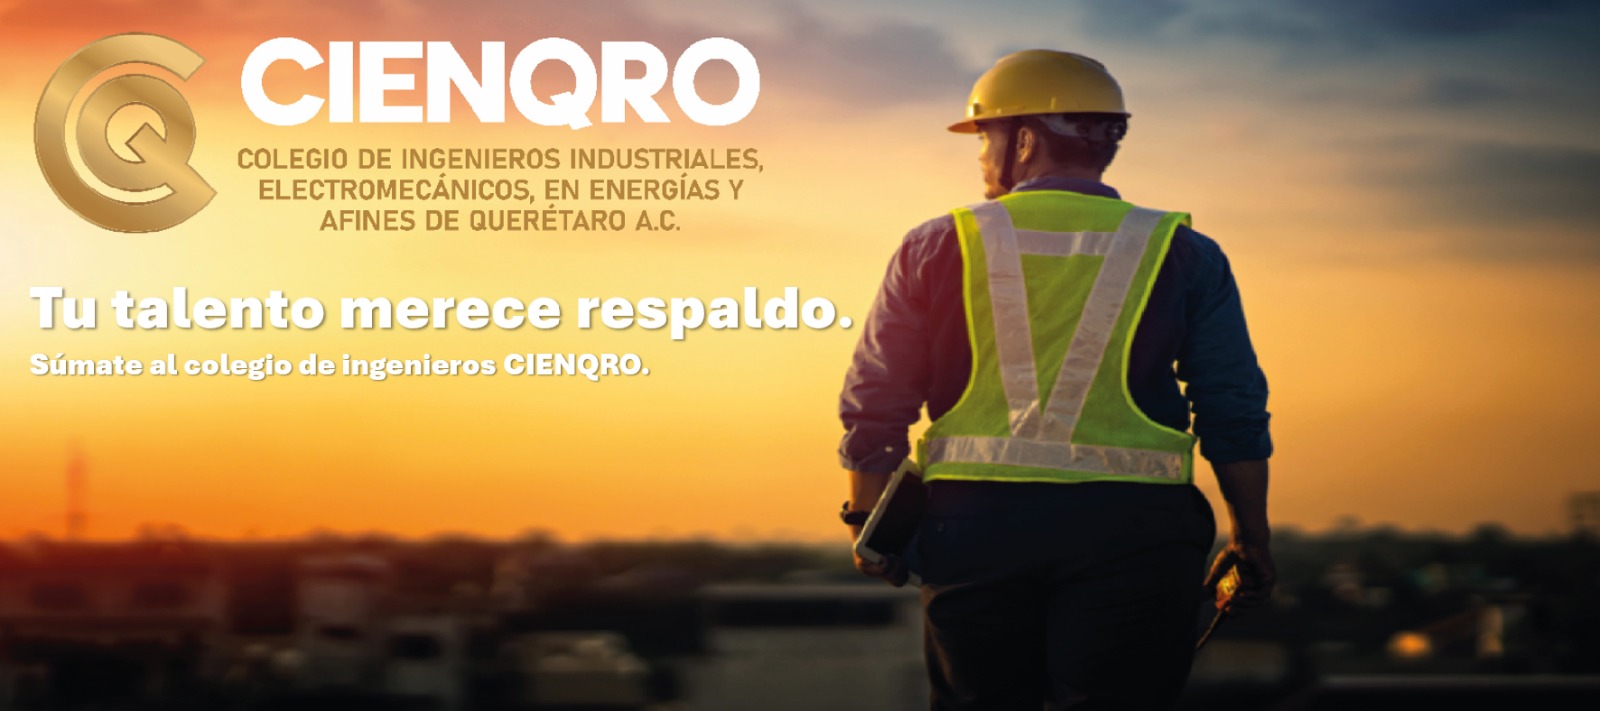 CIENQRO
COLEGIO DE INGENIEROS INDUSTRIALES,
ELECTROMECÁNICOS, EN ENERGÍAS Y
AFINES DE QUERÉTARO A.C.
Tu talento merece respaldo.
Súmate al colegio de ingenieros CIENQRO.